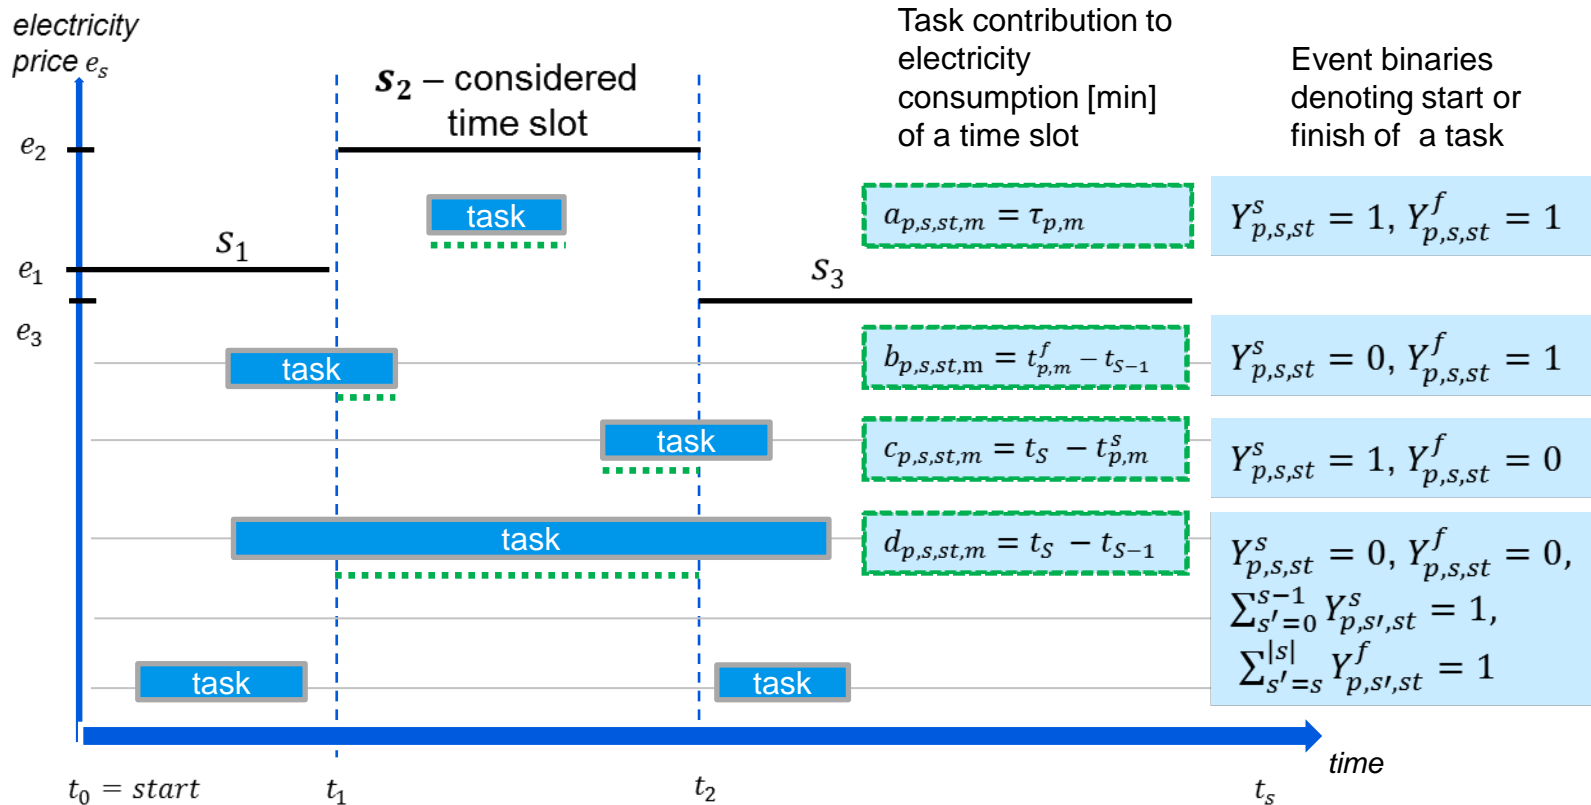 electricity
price e_s
s_2 – considered
time slot
Task contribution to
electricity
consumption [min]
of a time slot
Event binaries
denoting start or
finish of a task
e_2
task
a_{p,s,st,m} = τ_{p,m}
Y^s_{p,s,st} = 1, Y^f_{p,s,st} = 1
s_1
e_1
s_3
e_3
task
b_{p,s,st,m} = t^f_{p,m} − t_{S−1}
Y^s_{p,s,st} = 0, Y^f_{p,s,st} = 1
task
c_{p,s,st,m} = t_S − t^s_{p,m}
Y^s_{p,s,st} = 1, Y^f_{p,s,st} = 0
task
d_{p,s,st,m} = t_S − t_{S−1}
Y^s_{p,s,st} = 0, Y^f_{p,s,st} = 0,
∑^{s−1}_{s′=0} Y^s_{p,s′,st} = 1,
∑^{|s|}_{s′=s} Y^f_{p,s′,st} = 1
task
task
time
t_0 = start
t_1
t_2
t_s